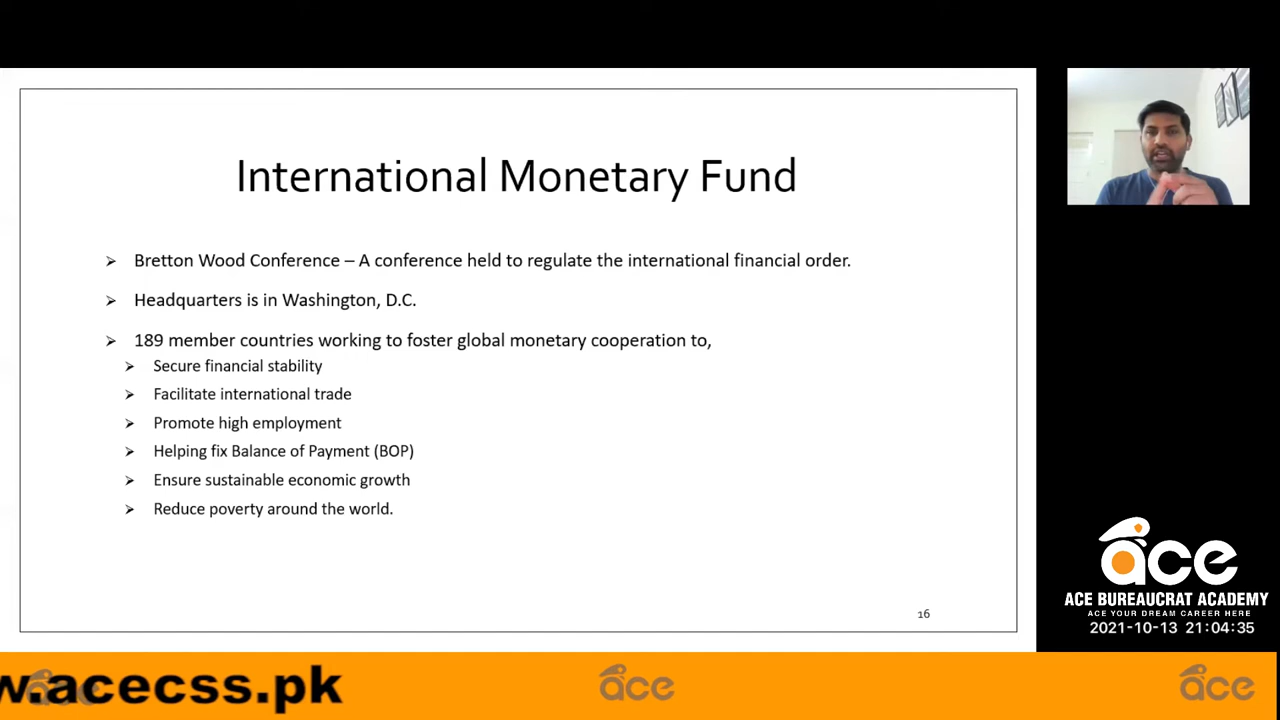 International Monetary Fund
➢ Bretton Wood Conference – A conference held to regulate the international financial order.
➢ Headquarters is in Washington, D.C.
➢ 189 member countries working to foster global monetary cooperation to,
➢ Secure financial stability
➢ Facilitate international trade
➢ Promote high employment
➢ Helping fix Balance of Payment (BOP)
➢ Ensure sustainable economic growth
➢ Reduce poverty around the world.
16
ace
ACE BUREAUCRAT ACADEMY
ACE YOUR DREAM CAREER HERE
2021-10-13 21:04:35
w.acecss.pk
ace
ace